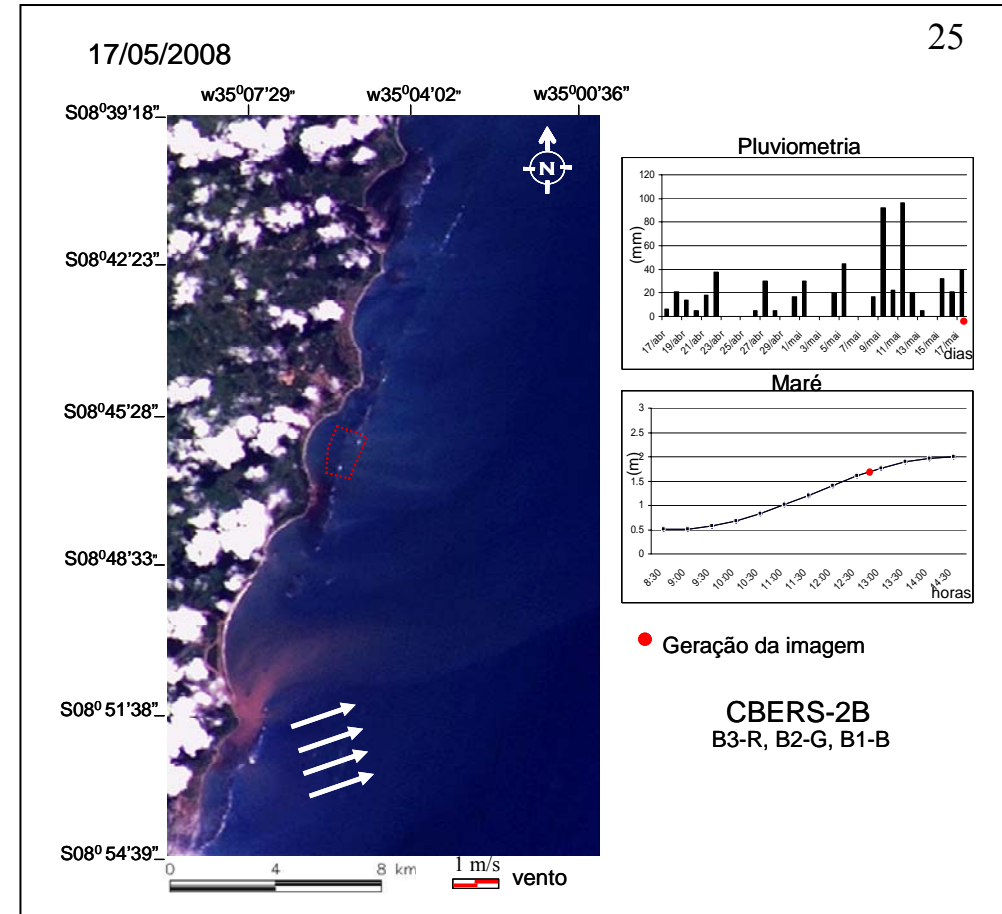 25
17/05/2008
w35⁰07'29" w35⁰04'02" w35⁰00'36"
S08⁰39'18"
S08⁰42'23"
S08⁰45'28"
S08⁰48'33"
S08⁰ 51'38"
S08⁰ 54'39"
N
0 4 8 km
1 m/s
vento
Pluviometria
(mm)
120
100
80
60
40
20
0
17/abr 19/abr 21/abr 23/abr 25/abr 27/abr 29/abr 1/mai 3/mai 5/mai 7/mai 9/mai 11/mai 13/mai 15/mai 17/mai
dias
Maré
(m)
3
2.5
2
1.5
1
0.5
0
8:30 9:00 9:30 10:00 10:30 11:00 11:30 12:00 12:30 13:00 13:30 14:00 14:30
horas
Geração da imagem
CBERS-2B
B3-R, B2-G, B1-B